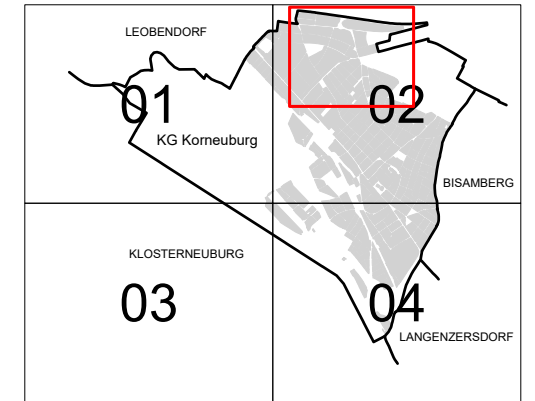 LEOBENDORF
01
02
KG Korneuburg
BISAMBERG
KLOSTERNEUBURG
03
04
LANGENZERSDORF